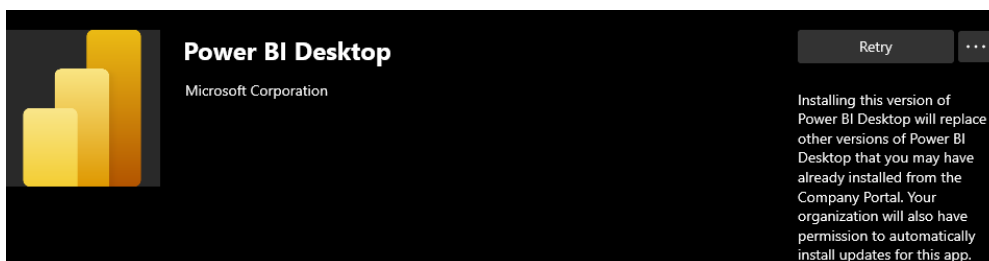 Power BI Desktop
Microsoft Corporation
Retry
Installing this version of
Power BI Desktop will replace
other versions of Power BI
Desktop that you may have
already installed from the
Company Portal. Your
organization will also have
permission to automatically
install updates for this app.